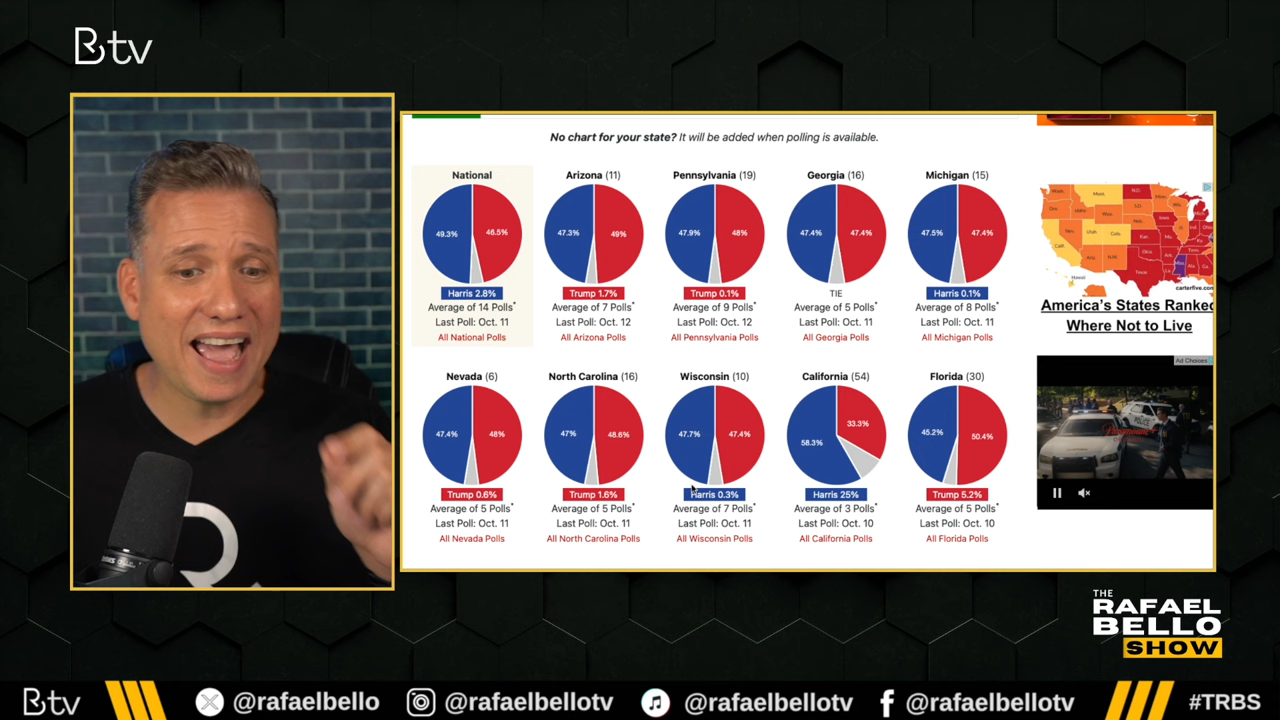 Btv
No chart for your state? It will be added when polling is available.
National
49.3%
46.5%
Harris 2.8%
Average of 14 Polls*
Last Poll: Oct. 11
All National Polls
Arizona (11)
47.3%
49%
Trump 1.7%
Average of 7 Polls*
Last Poll: Oct. 12
All Arizona Polls
Pennsylvania (19)
47.9%
48%
Trump 0.1%
Average of 9 Polls*
Last Poll: Oct. 12
All Pennsylvania Polls
Georgia (16)
47.4%
47.4%
TIE
Average of 5 Polls*
Last Poll: Oct. 11
All Georgia Polls
Michigan (15)
47.5%
47.4%
Harris 0.1%
Average of 8 Polls*
Last Poll: Oct. 11
All Michigan Polls
Nevada (6)
47.4%
48%
Trump 0.6%
Average of 5 Polls*
Last Poll: Oct. 11
All Nevada Polls
North Carolina (16)
47%
48.6%
Trump 1.6%
Average of 5 Polls*
Last Poll: Oct. 11
All North Carolina Polls
Wisconsin (10)
47.7%
47.4%
Harris 0.3%
Average of 7 Polls*
Last Poll: Oct. 11
All Wisconsin Polls
California (54)
58.3%
33.3%
Harris 25%
Average of 3 Polls*
Last Poll: Oct. 10
All California Polls
Florida (30)
45.2%
50.4%
Trump 5.2%
Average of 5 Polls*
Last Poll: Oct. 10
All Florida Polls
carterfive.com
America's States Ranked
Where Not to Live
Ad Choices
THE
RAFAEL
BELLO
SHOW
Btv
@rafaelbello
@rafaelbellotv
@rafaelbellotv
@rafaelbellotv
#TRBS